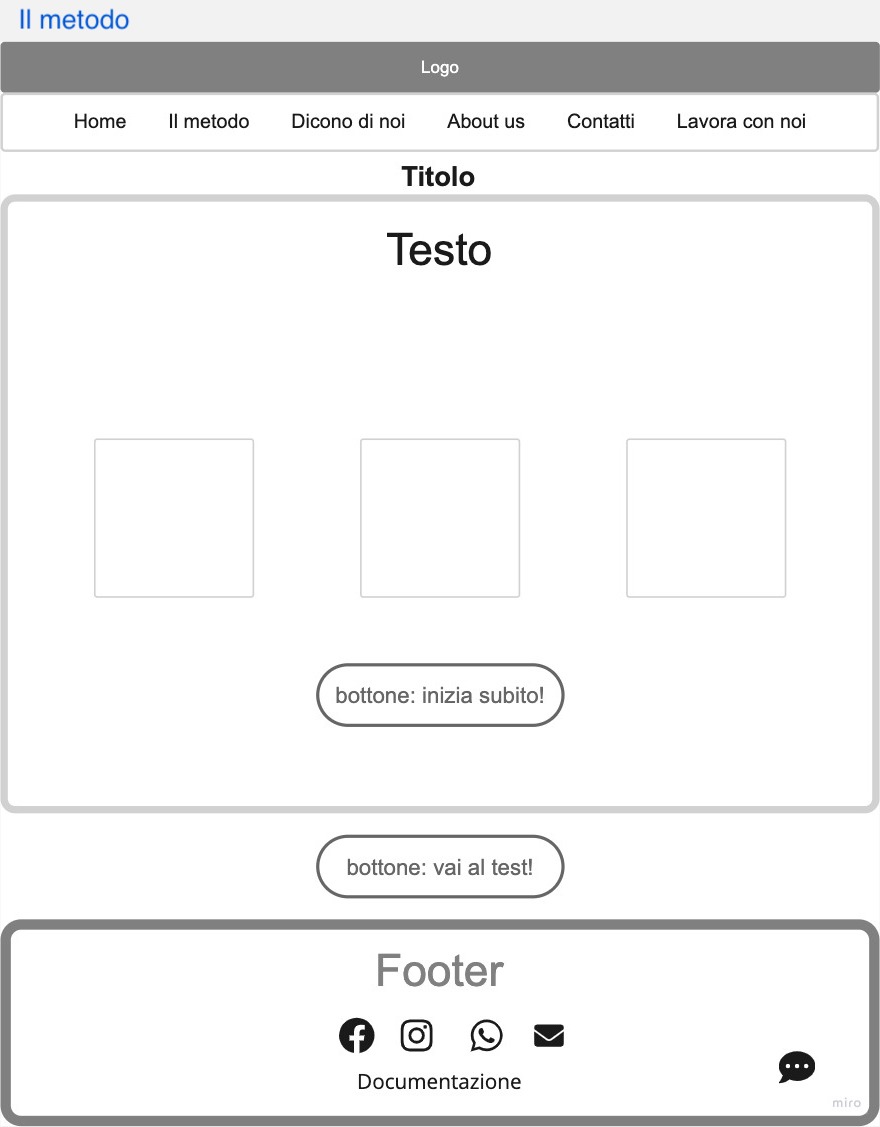 Il metodo
Logo
Home Il metodo Dicono di noi About us Contatti Lavora con noi
Titolo
Testo
bottone: inizia subito!
bottone: vai al test!
Footer
Documentazione
miro